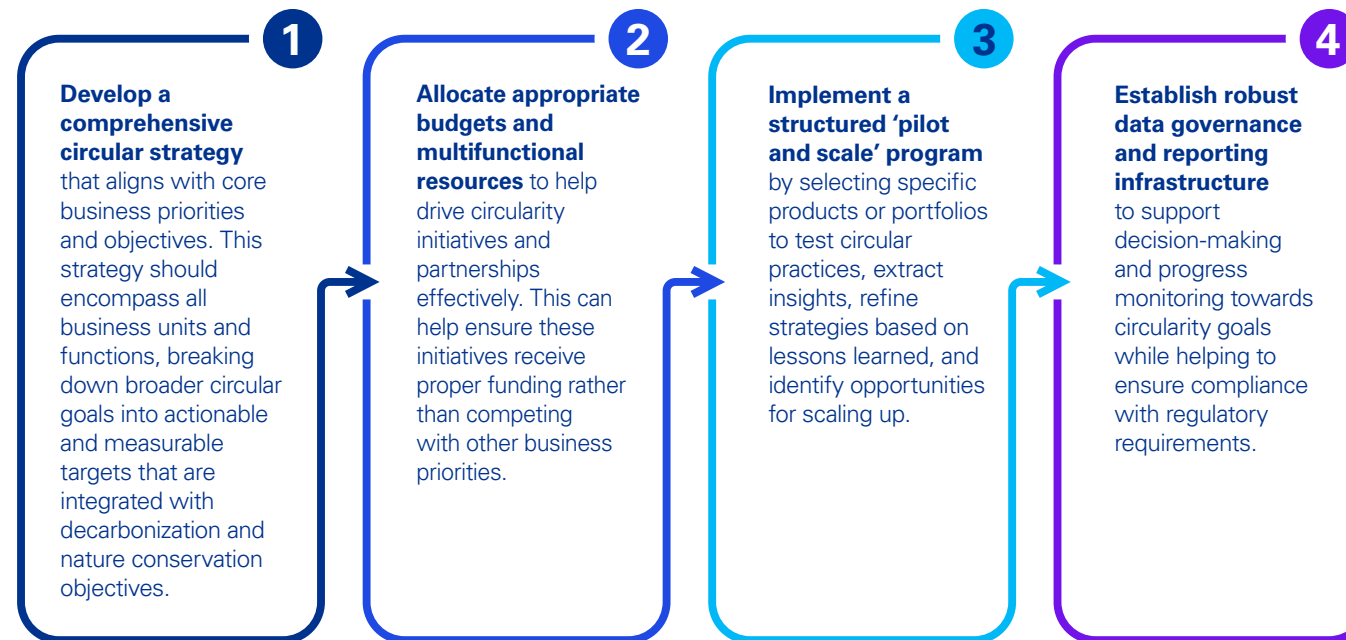 1
Develop a
comprehensive
circular strategy
that aligns with core
business priorities
and objectives. This
strategy should
encompass all
business units and
functions, breaking
down broader circular
goals into actionable
and measurable
targets that are
integrated with
decarbonization and
nature conservation
objectives.
2
Allocate appropriate
budgets and
multifunctional
resources to help
drive circularity
initiatives and
partnerships
effectively. This can
help ensure these
initiatives receive
proper funding rather
than competing
with other business
priorities.
3
Implement a
structured ‘pilot
and scale’ program
by selecting specific
products or portfolios
to test circular
practices, extract
insights, refine
strategies based on
lessons learned, and
identify opportunities
for scaling up.
4
Establish robust
data governance
and reporting
infrastructure
to support
decision-making
and progress
monitoring towards
circularity goals
while helping to
ensure compliance
with regulatory
requirements.